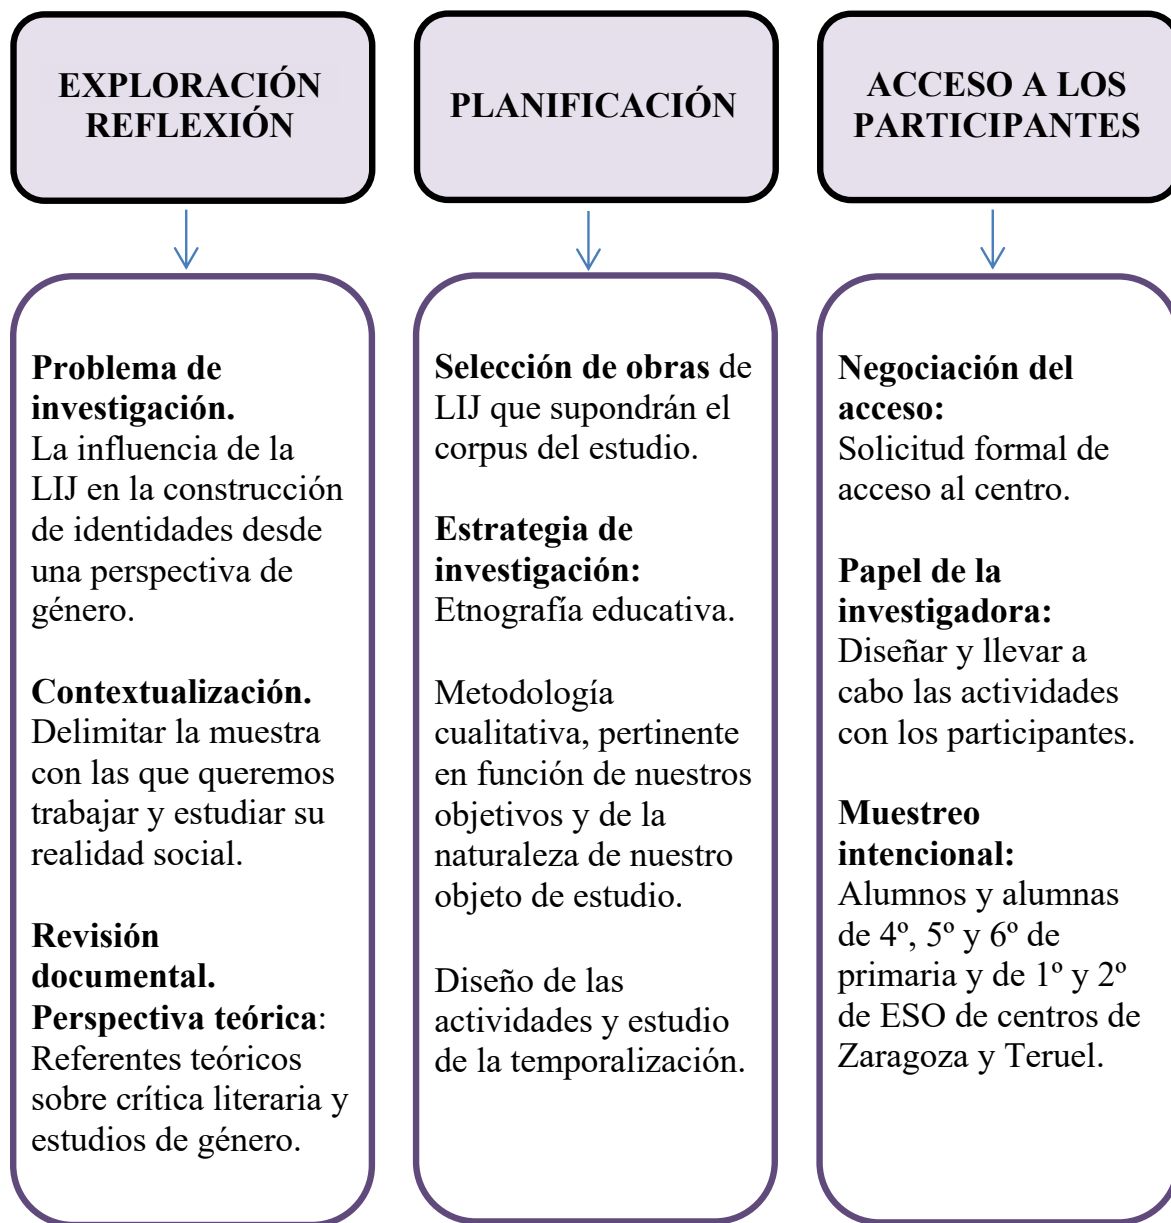 EXPLORACIÓN
REFLEXIÓN
PLANIFICACIÓN
ACCESO A LOS
PARTICIPANTES
Problema de
investigación.
La influencia de la
LIJ en la construcción
de identidades desde
una perspectiva de
género.
Contextualización.
Delimitar la muestra
con las que queremos
trabajar y estudiar su
realidad social.
Revisión
documental.
Perspectiva teórica:
Referentes teóricos
sobre crítica literaria y
estudios de género.
Selección de obras de
LIJ que supondrán el
corpus del estudio.
Estrategia de
investigación:
Etnografía educativa.
Metodología
cualitativa, pertinente
en función de nuestros
objetivos y de la
naturaleza de nuestro
objeto de estudio.
Diseño de las
actividades y estudio
de la temporalización.
Negociación del
acceso:
Solicitud formal de
acceso al centro.
Papel de la
investigadora:
Diseñar y llevar a
cabo las actividades
con los participantes.
Muestreo
intencional:
Alumnos y alumnas
de 4º, 5º y 6º de
primaria y de 1º y 2º
de ESO de centros de
Zaragoza y Teruel.